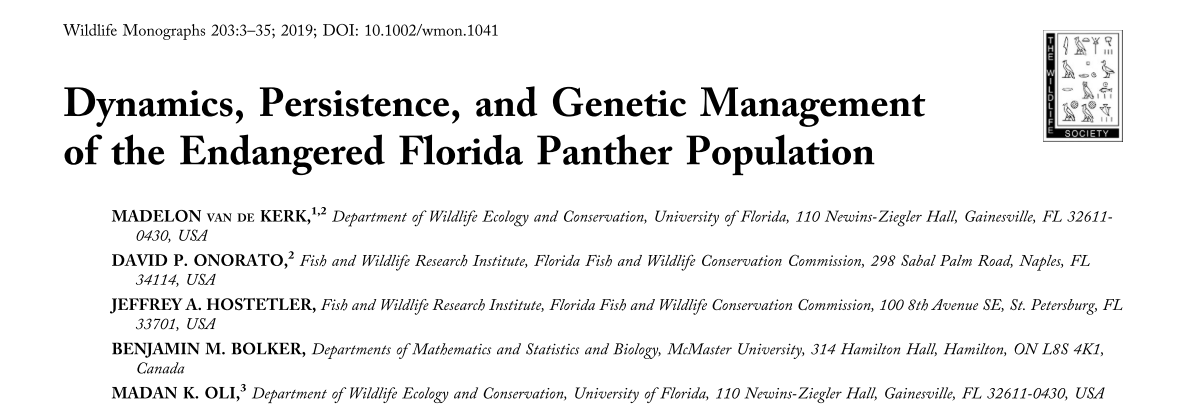 Wildlife Monographs 203:3–35; 2019; DOI: 10.1002/wmon.1041
Dynamics, Persistence, and Genetic Management
of the Endangered Florida Panther Population
THE WILDLIFE
SOCIETY
MADELON VAN DE KERK,1,2 Department of Wildlife Ecology and Conservation, University of Florida, 110 Newins-Ziegler Hall, Gainesville, FL 32611-
0430, USA
DAVID P. ONORATO,2 Fish and Wildlife Research Institute, Florida Fish and Wildlife Conservation Commission, 298 Sabal Palm Road, Naples, FL
34114, USA
JEFFREY A. HOSTETLER, Fish and Wildlife Research Institute, Florida Fish and Wildlife Conservation Commission, 100 8th Avenue SE, St. Petersburg, FL
33701, USA
BENJAMIN M. BOLKER, Departments of Mathematics and Statistics and Biology, McMaster University, 314 Hamilton Hall, Hamilton, ON L8S 4K1,
Canada
MADAN K. OLI,3 Department of Wildlife Ecology and Conservation, University of Florida, 110 Newins-Ziegler Hall, Gainesville, FL 32611-0430, USA